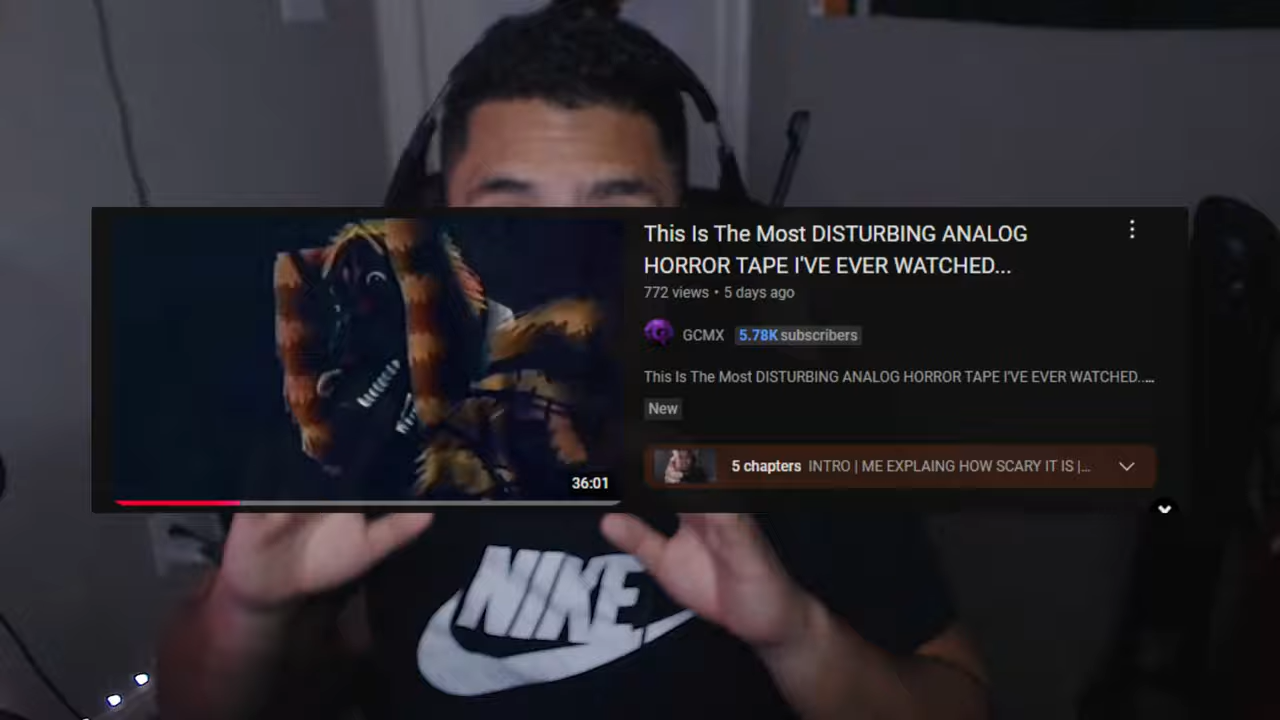 This Is The Most DISTURBING ANALOG
HORROR TAPE I'VE EVER WATCHED...
772 views • 5 days ago
GCMX 5.78K subscribers
This Is The Most DISTURBING ANALOG HORROR TAPE I'VE EVER WATCHED...…
New
36:01
5 chapters INTRO | ME EXPLAING HOW SCARY IT IS |...
NIKE